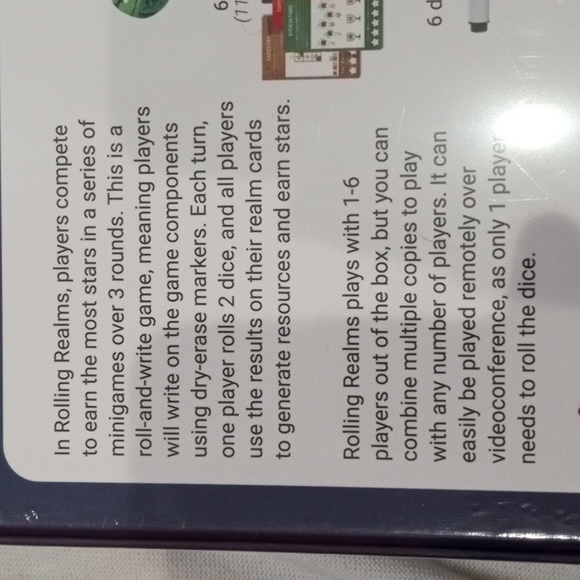 In Rolling Realms, players compete
to earn the most stars in a series of
minigames over 3 rounds. This is a
roll-and-write game, meaning players
will write on the game components
using dry-erase markers. Each turn,
one player rolls 2 dice, and all players
use the results on their realm cards
to generate resources and earn stars.
Rolling Realms plays with 1-6
players out of the box, but you can
combine multiple copies to play
with any number of players. It can
easily be played remotely over
videoconference, as only 1 player
needs to roll the dice.
6
(11
6 d